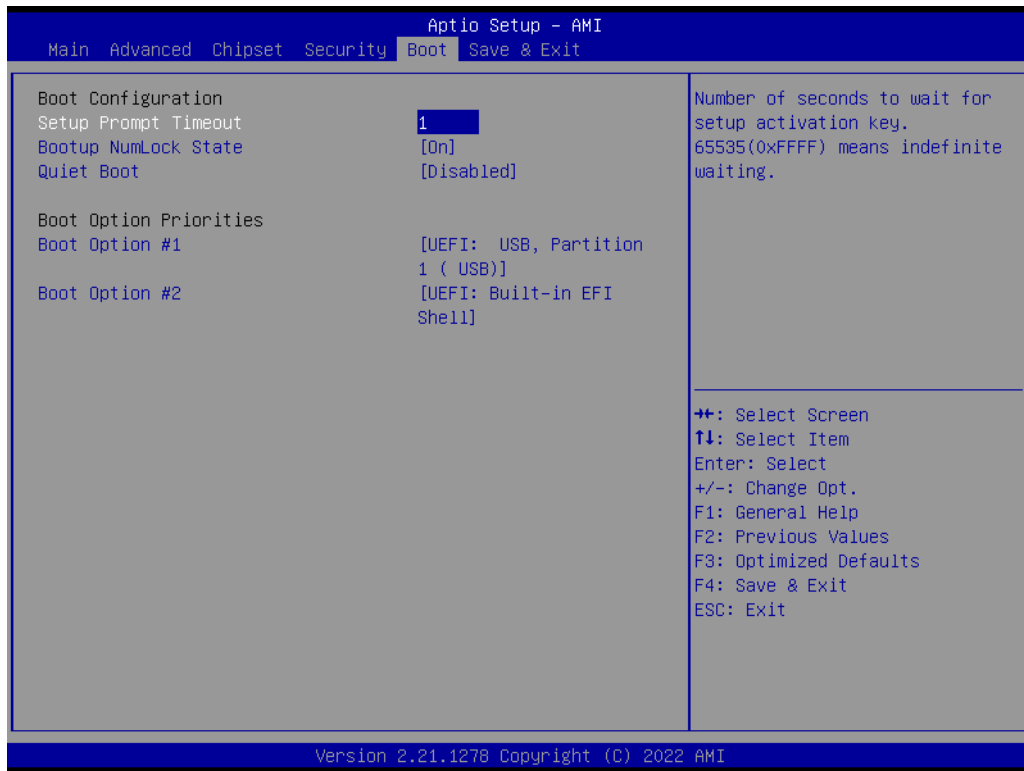 Aptio Setup – AMI
Main Advanced Chipset Security Boot Save & Exit
Boot Configuration
Setup Prompt Timeout 1
Bootup NumLock State [On]
Quiet Boot [Disabled]
Boot Option Priorities
Boot Option #1 [UEFI: USB, Partition
1 ( USB)]
Boot Option #2 [UEFI: Built-in EFI
Shell]
Number of seconds to wait for
setup activation key.
65535(0xFFFF) means indefinite
waiting.
→←: Select Screen
↑↓: Select Item
Enter: Select
+/-: Change Opt.
F1: General Help
F2: Previous Values
F3: Optimized Defaults
F4: Save & Exit
ESC: Exit
Version 2.21.1278 Copyright (C) 2022 AMI